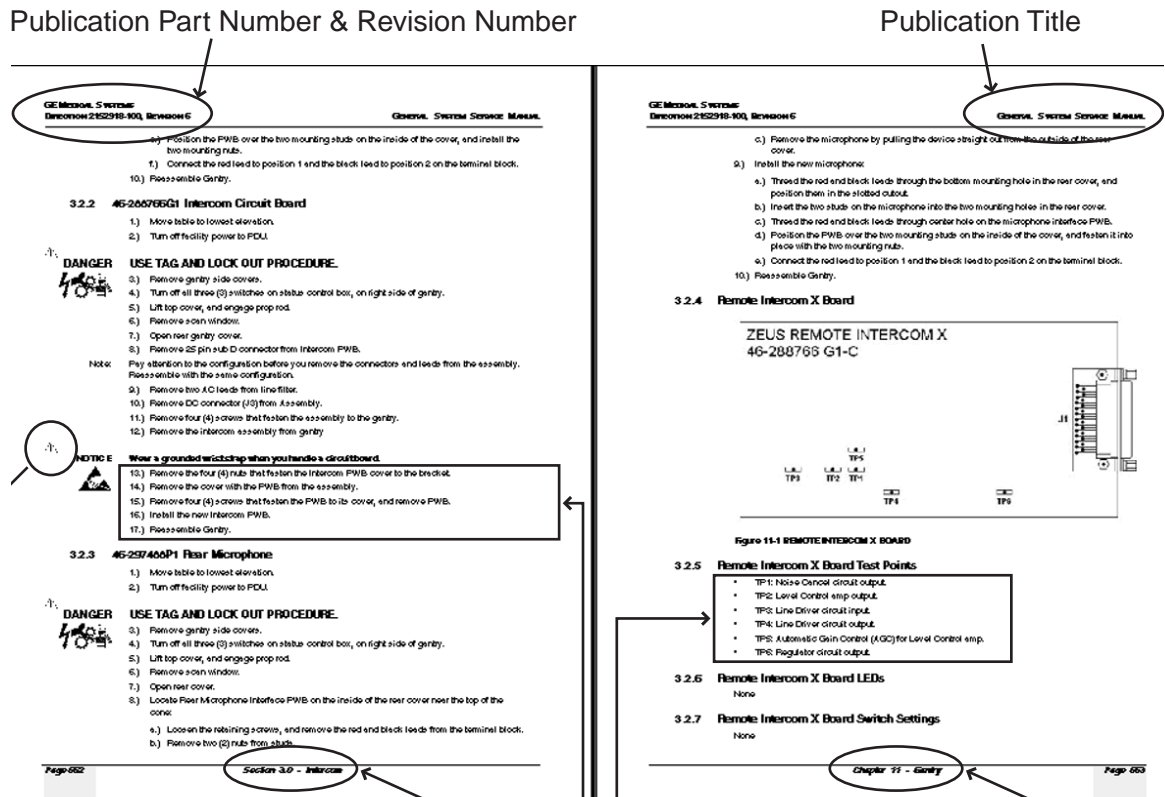 Publication Part Number & Revision Number
Publication Title
GE MEDICAL SYSTEMS
DIRECTION 2152918-100, REVISION 6
GENERAL SYSTEM SERVICE MANUAL
e.) Position the PWB over the two mounting studs on the inside of the cover, and install the
two mounting nuts.
f.) Connect the red lead to position 1 and the black lead to position 2 on the terminal block.
10.) Reassemble Gantry.
3.2.2 46-288766G1 Intercom Circuit Board
1.) Move table to lowest elevation.
2.) Turn off facility power to PDU.
DANGER USE TAG AND LOCK OUT PROCEDURE.
3.) Remove gantry side covers.
4.) Turn off all three (3) switches on status control box, on right side of gantry.
5.) Lift top cover, and engage prop rod.
6.) Remove scan window.
7.) Open rear gantry cover.
8.) Remove 25 pin sub D connector from Intercom PWB.
Note: Pay attention to the configuration before you remove the connectors and leads from the assembly.
Reassemble with the same configuration.
9.) Remove two AC leads from line filter.
10.) Remove DC connector (J3) from Assembly.
11.) Remove four (4) screws that fasten the assembly to the gantry.
12.) Remove the intercom assembly from gantry
NOTICE Wear a grounded wrist strap when you handle a circuit board.
13.) Remove the four (4) nuts that fasten the Intercom PWB cover to the bracket.
14.) Remove the cover with the PWB from the assembly.
15.) Remove four (4) screws that fasten the PWB to its cover, and remove PWB.
16.) Install the new Intercom PWB.
17.) Reassemble Gantry.
3.2.3 46-297488P1 Rear Microphone
1.) Move table to lowest elevation.
2.) Turn off facility power to PDU.
DANGER USE TAG AND LOCK OUT PROCEDURE.
3.) Remove gantry side covers.
4.) Turn off all three (3) switches on status control box, on right side of gantry.
5.) Lift top cover, and engage prop rod.
6.) Remove scan window.
7.) Open rear cover.
8.) Locate Rear Microphone Interface PWB on the inside of the rear cover near the top of the
cone:
a.) Loosen the retaining screws, and remove the red and black leads from the terminal block.
b.) Remove two (2) nuts from studs.
Page 662
Section 3.0 - Intercom
GE MEDICAL SYSTEMS
DIRECTION 2152918-100, REVISION 6
GENERAL SYSTEM SERVICE MANUAL
c.) Remove the microphone by pulling the device straight out from the outside of the rear
cover.
9.) Install the new microphone:
a.) Thread the red and black leads through the bottom mounting hole in the rear cover, and
position them in the slotted cutout.
b.) Insert the two studs on the microphone into the two mounting holes in the rear cover.
c.) Thread the red and black leads through center hole on the microphone interface PWB.
d.) Position the PWB over the two mounting studs on the inside of the cover, and fasten it into
place with the two mounting nuts.
e.) Connect the red lead to position 1 and the black lead to position 2 on the terminal block.
10.) Reassemble Gantry.
3.2.4 Remote Intercom X Board
ZEUS REMOTE INTERCOM X
46-288766 G1-C
J1
TP5
TP3 TP2 TP1
TP4 TP6
Figure 11-1 REMOTE INTERCOM X BOARD
3.2.5 Remote Intercom X Board Test Points
• TP1: Noise Cancel circuit output.
• TP2: Level Control amp output.
• TP3: Line Driver circuit input.
• TP4: Line Driver circuit output.
• TP5: Automatic Gain Control (AGC) for Level Control amp.
• TP6: Regulator circuit output.
3.2.6 Remote Intercom X Board LEDs
None
3.2.7 Remote Intercom X Board Switch Settings
None
Chapter 11 - Gantry
Page 663